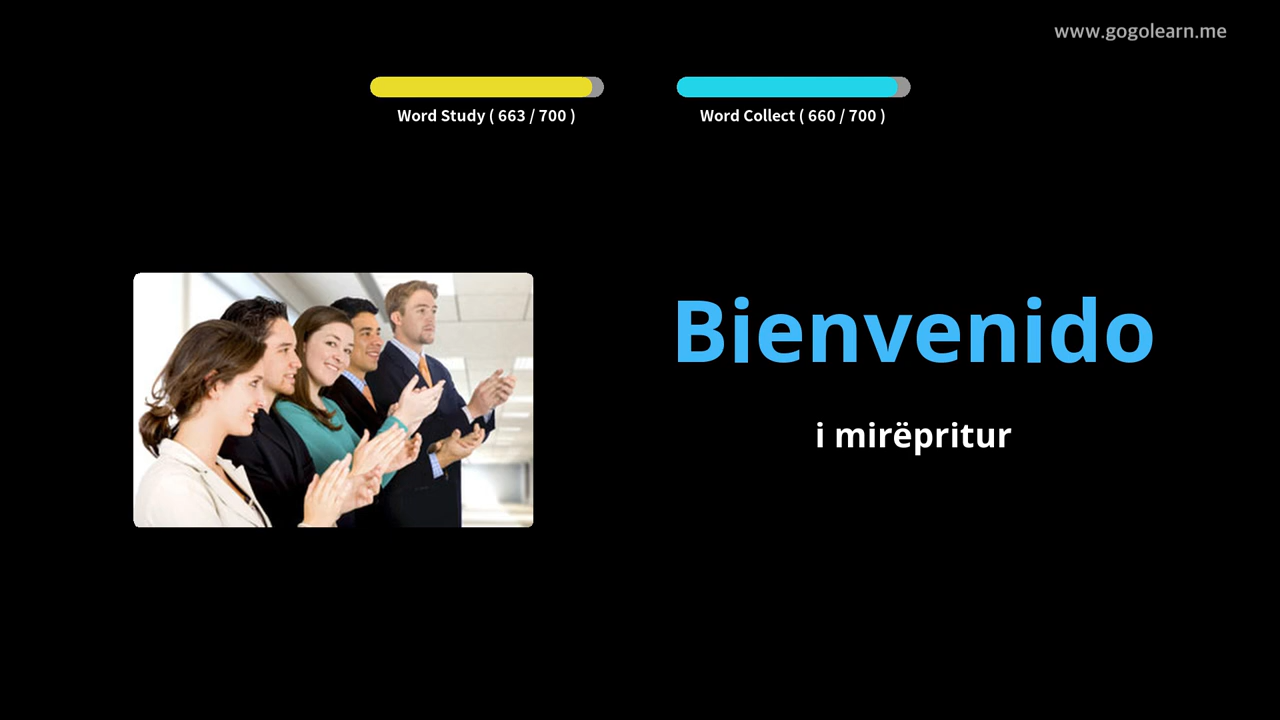 www.gogolearn.me
Word Study ( 663 / 700 )
Word Collect ( 660 / 700 )
Bienvenido
i mirëpritur